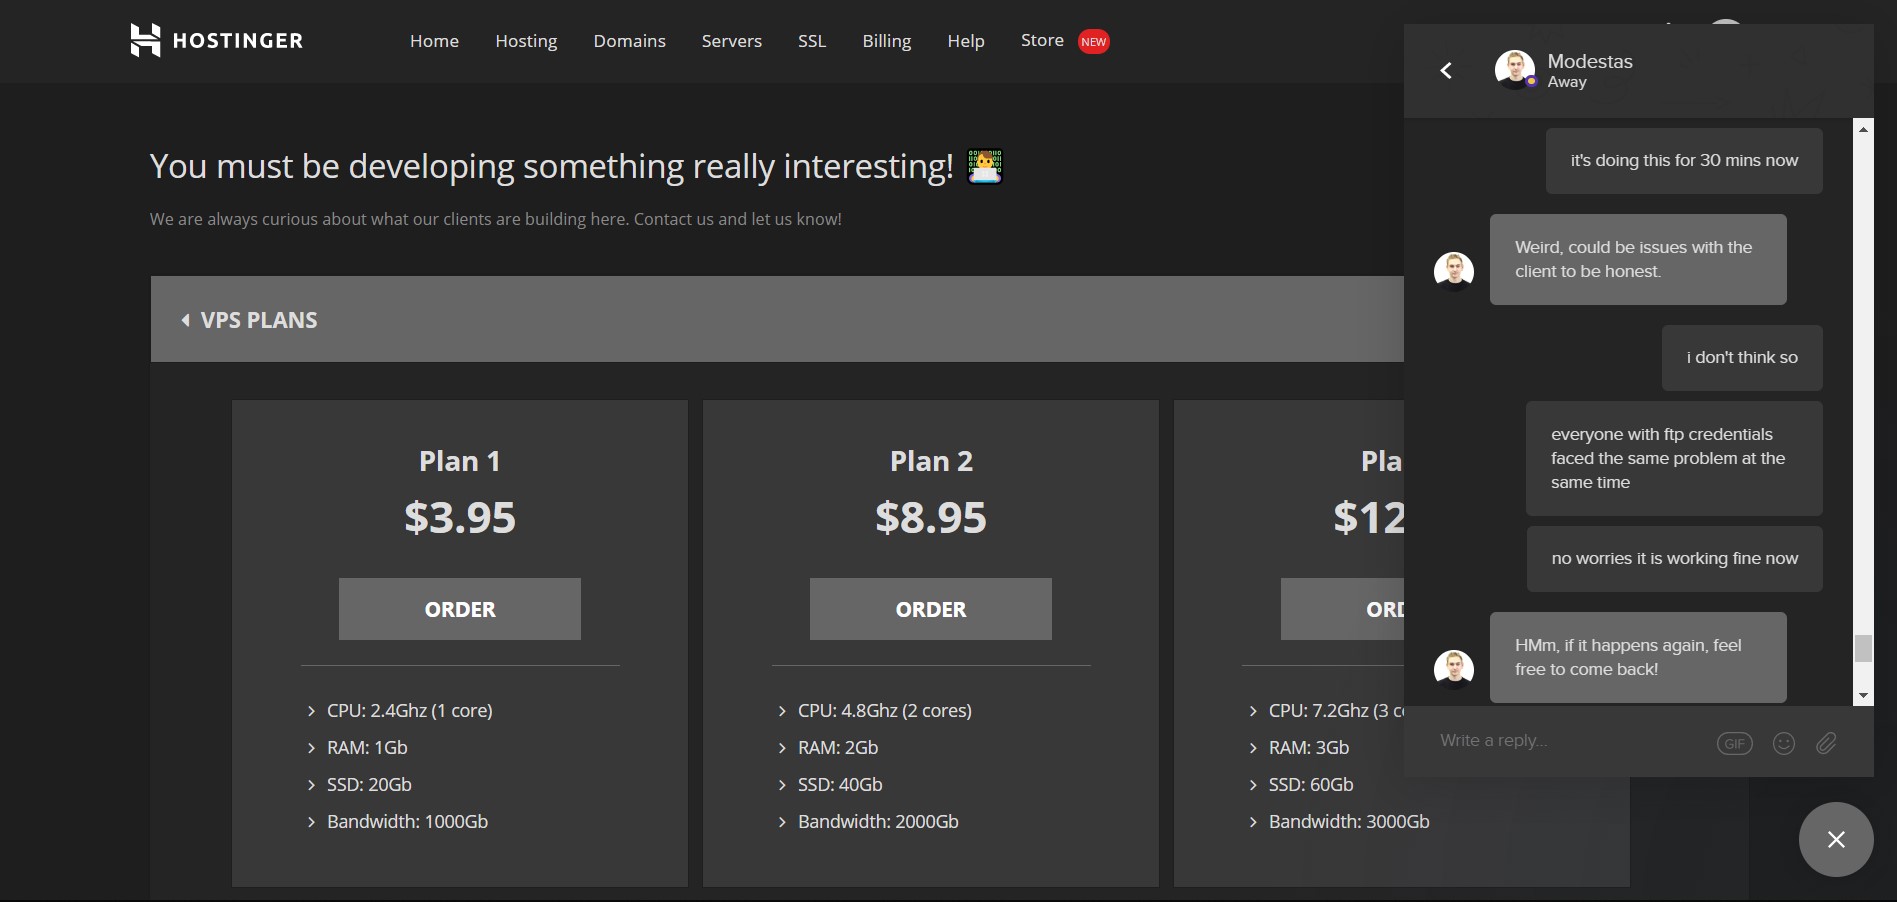 HOSTINGER
Home Hosting Domains Servers SSL Billing Help Store NEW
You must be developing something really interesting!
We are always curious about what our clients are building here. Contact us and let us know!
VPS PLANS
Plan 1
$3.95
ORDER
CPU: 2.4Ghz (1 core)
RAM: 1Gb
SSD: 20Gb
Bandwidth: 1000Gb
Plan 2
$8.95
ORDER
CPU: 4.8Ghz (2 cores)
RAM: 2Gb
SSD: 40Gb
Bandwidth: 2000Gb
Pla
$12
ORD
CPU: 7.2Ghz (3 c
RAM: 3Gb
SSD: 60Gb
Bandwidth: 3000Gb
Modestas
Away
it's doing this for 30 mins now
Weird, could be issues with the
client to be honest.
i don't think so
everyone with ftp credentials
faced the same problem at the
same time
no worries it is working fine now
HMm, if it happens again, feel
free to come back!
Write a reply...
GIF